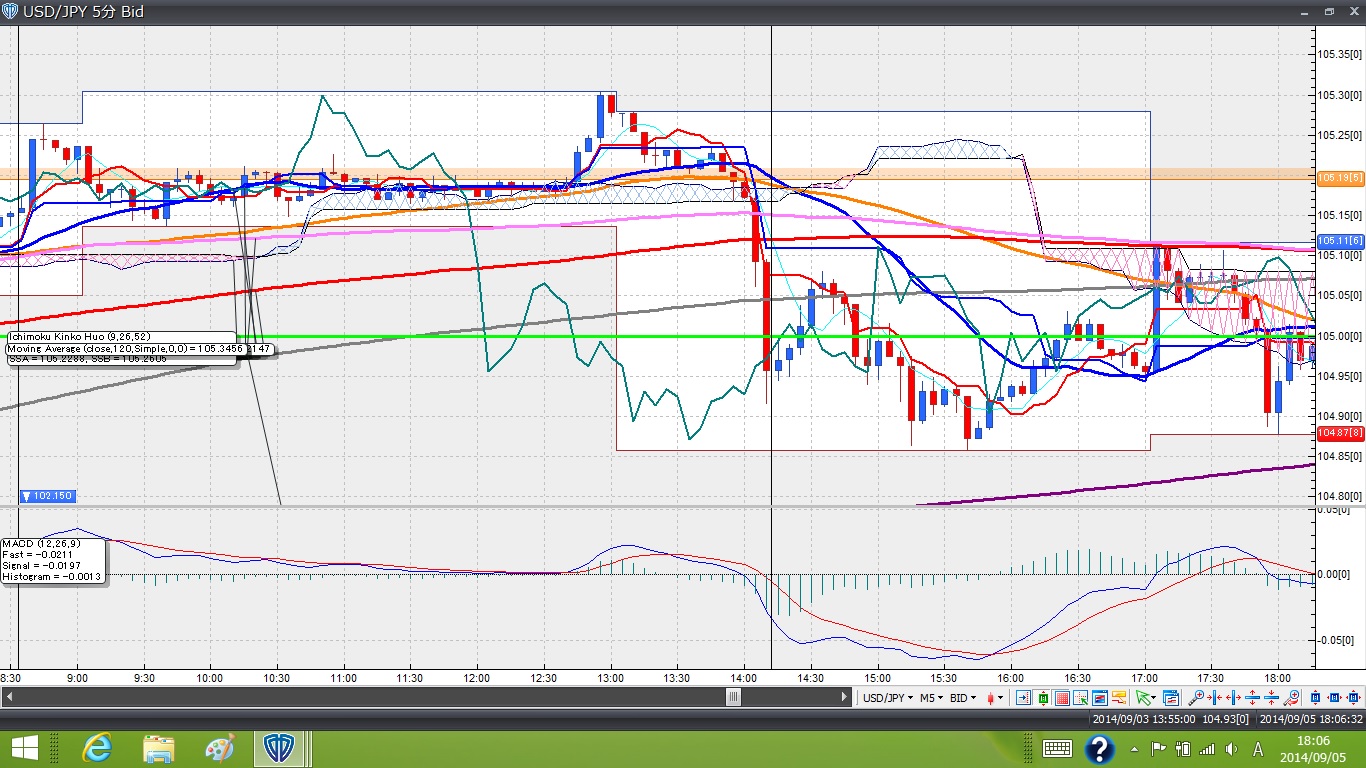 USD/JPY 5分 Bid
105.35[0]
105.30[0]
105.25[0]
105.19[5]
105.15[0]
105.11[6]
105.10[0]
105.05[0]
105.00[0]
104.95[0]
104.90[0]
104.87[8]
104.85[0]
104.80[0]
Ichimoku Kinko Huo (9,26,52)
Moving Average (close,120,Simple,0,0) = 105.3456 2147
SSA = 105.2288, SSB = 105.2605
▼ 102.150
0.05[0]
MACD (12,26,9)
Fast = -0.0211
Signal = -0.0197
Histogram = -0.0013
0.00[0]
-0.05[0]
8:30 9:00 9:30 10:00 10:30 11:00 11:30 12:00 12:30 13:00 13:30 14:00 14:30 15:00 15:30 16:00 16:30 17:00 17:30 18:00
USD/JPY M5 BID
2014/09/03 13:55:00 104.93[0] 2014/09/05 18:06:32
A
18:06
2014/09/05